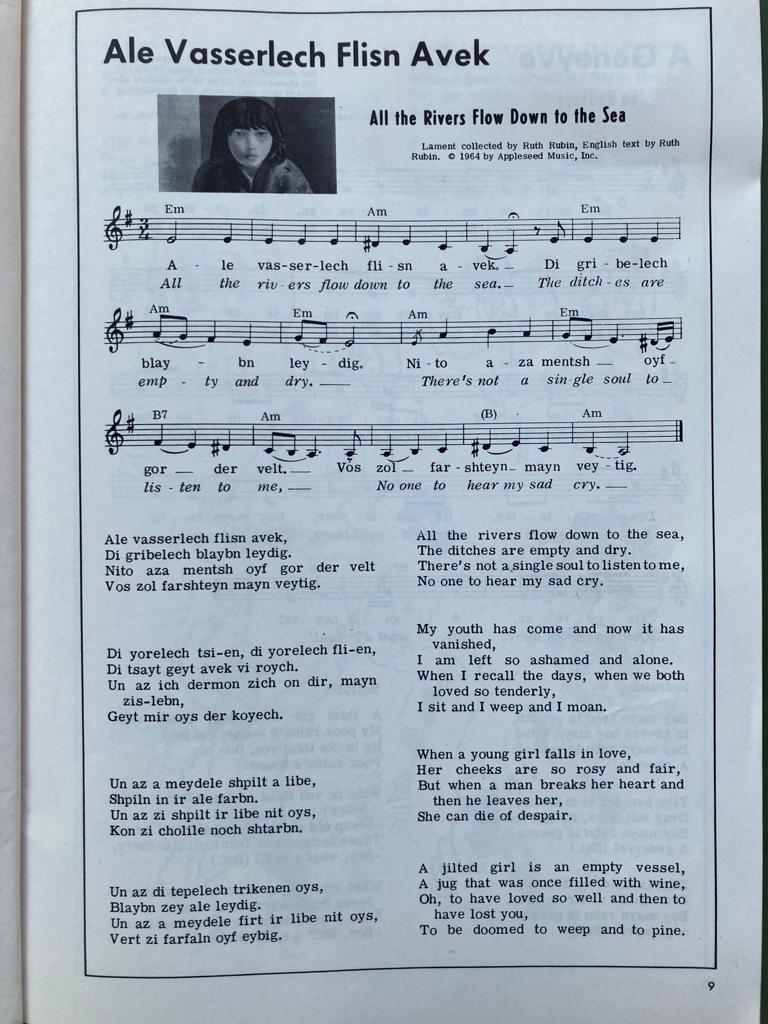 Ale Vasserlech Flisn Avek
All the Rivers Flow Down to the Sea
Lament collected by Ruth Rubin, English text by Ruth
Rubin. © 1964 by Appleseed Music, Inc.
Em Am Em
A - le vas-ser-lech fli - sn a - vek. Di gri - be-lech
All the riv - ers flow down to the sea. The ditch - es are
Am Em Am Em
blay - bn ley - dig. Ni - to a - za mentsh oyf
emp - ty and dry. There's not a sin-gle soul to
B7 Am (B) Am
gor der velt. Vos zol far - shteyn mayn vey - tig.
lis - ten to me, No one to hear my sad cry.
Ale vasserlech flisn avek,
Di gribelech blaybn leydig.
Nito aza mentsh oyf gor der velt
Vos zol farshteyn mayn veytig.
Di yorelech tsi-en, di yorelech fli-en,
Di tsayt geyt avek vi roych.
Un az ich dermon zich on dir, mayn
zis-lebn,
Geyt mir oys der koyech.
Un az a meydele shpilt a libe,
Shpiln in ir ale farbn.
Un az zi shpilt ir libe nit oys,
Kon zi cholile noch shtarbn.
Un az di tepelech trikenen oys,
Blaybn zey ale leydig.
Un az a meydele firt ir libe nit oys,
Vert zi farfaln oyf eybig.
All the rivers flow down to the sea,
The ditches are empty and dry.
There's not a single soul to listen to me,
No one to hear my sad cry.
My youth has come and now it has
vanished,
I am left so ashamed and alone.
When I recall the days, when we both
loved so tenderly,
I sit and I weep and I moan.
When a young girl falls in love,
Her cheeks are so rosy and fair,
But when a man breaks her heart and
then he leaves her,
She can die of despair.
A jilted girl is an empty vessel,
A jug that was once filled with wine,
Oh, to have loved so well and then to
have lost you,
To be doomed to weep and to pine.
9